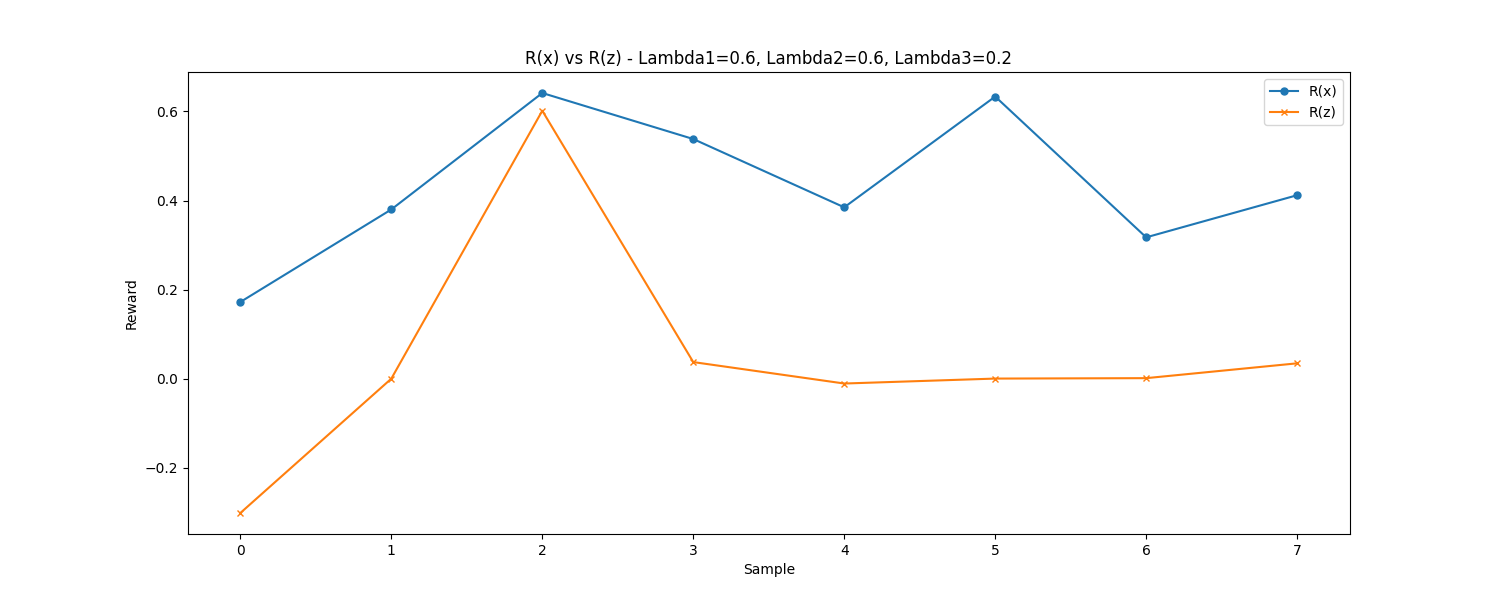 R(x) vs R(z) - Lambda1=0.6, Lambda2=0.6, Lambda3=0.2
R(x)
R(z)
0.6
0.4
0.2
0.0
−0.2
Reward
0 1 2 3 4 5 6 7
Sample